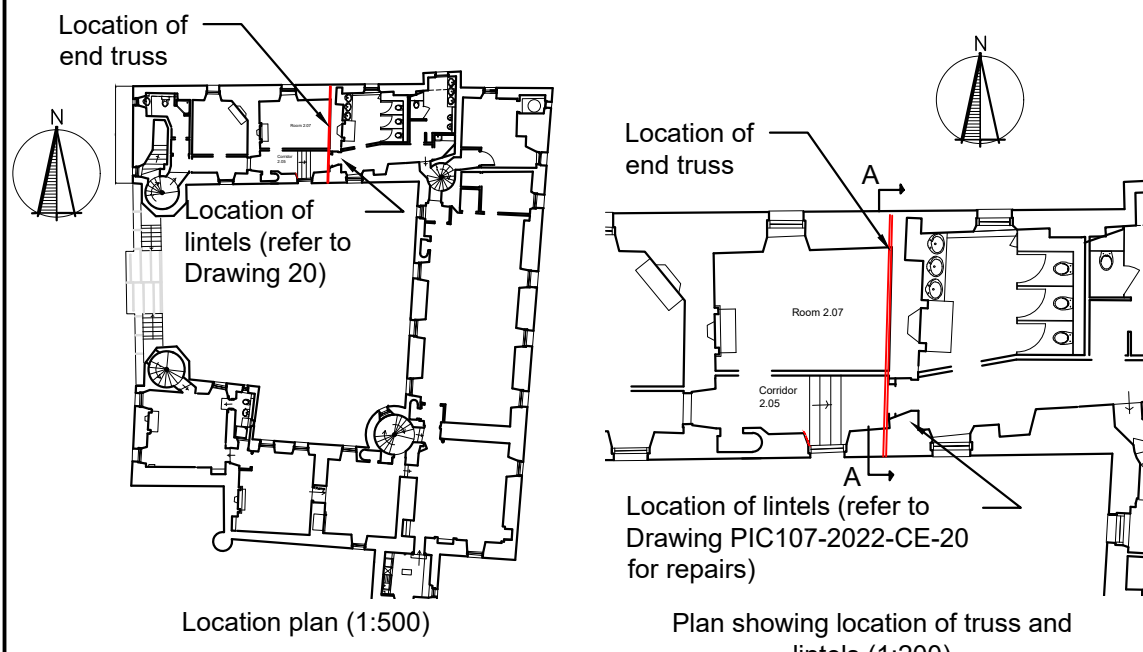 Location of
end truss
N
Room 2.07
Corridor
2.05
Location of
lintels (refer to
Drawing 20)
Location plan (1:500)
N
Location of
end truss
A
Room 2.07
Corridor
2.05
A
Location of lintels (refer to
Drawing PIC107-2022-CE-20
for repairs)
Plan showing location of truss and
lintels (1:200)